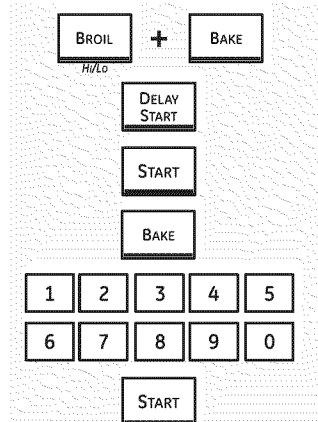 BROIL + BAKE
Hi/Lo
DELAY
START
START
BAKE
1 2 3 4 5
6 7 8 9 0
START